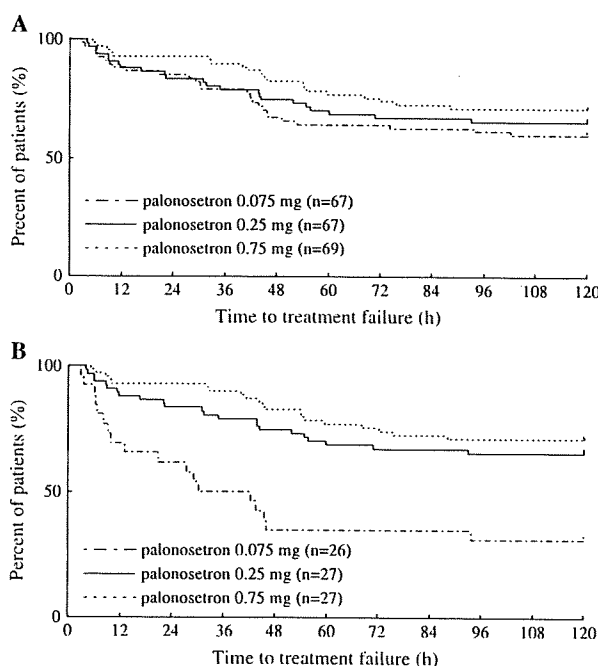 A
100
50
0
Precent of patients (%)
palonosetron 0.075 mg (n=67)
palonosetron 0.25 mg (n=67)
palonosetron 0.75 mg (n=69)
0 12 24 36 48 60 72 84 96 108 120
Time to treatment failure (h)
B
100
50
0
Percent of patients (%)
palonosetron 0.075 mg (n=26)
palonosetron 0.25 mg (n=27)
palonosetron 0.75 mg (n=27)
0 12 24 36 48 60 72 84 96 108 120
Time to treatment failure (h)